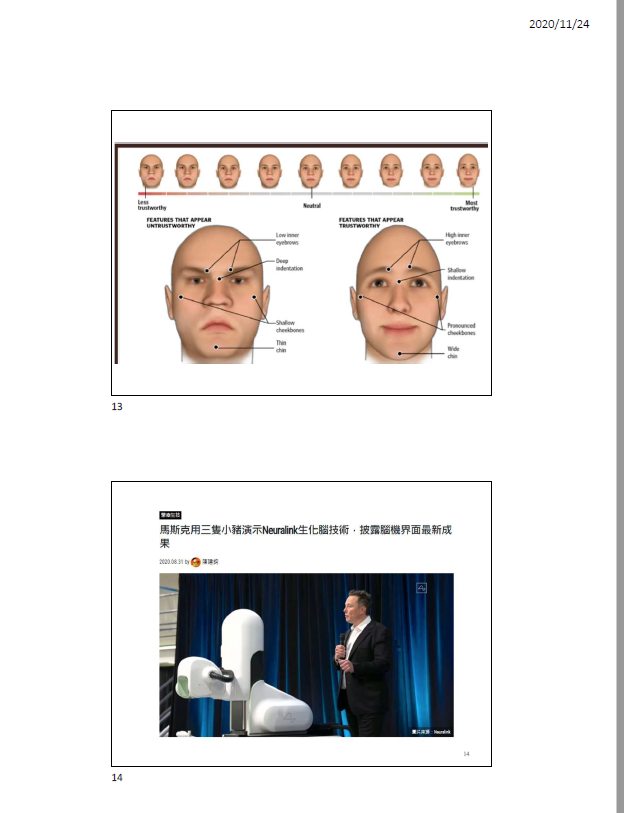 2020/11/24
Less
trustworthy
Neutral
Most
trustworthy
FEATURES THAT APPEAR
UNTRUSTWORTHY
Low inner
eyebrows
Deep
indentation
Shallow
cheekbones
Thin
chin
FEATURES THAT APPEAR
TRUSTWORTHY
High inner
eyebrows
Shallow
indentation
Pronounced
cheekbones
Wide
chin
13
馬斯克用三隻小豬演示Neuralink生化腦技術，披露腦機界面最新成
果
2020.08.31 by
圖片來源：Neuralink
14
14